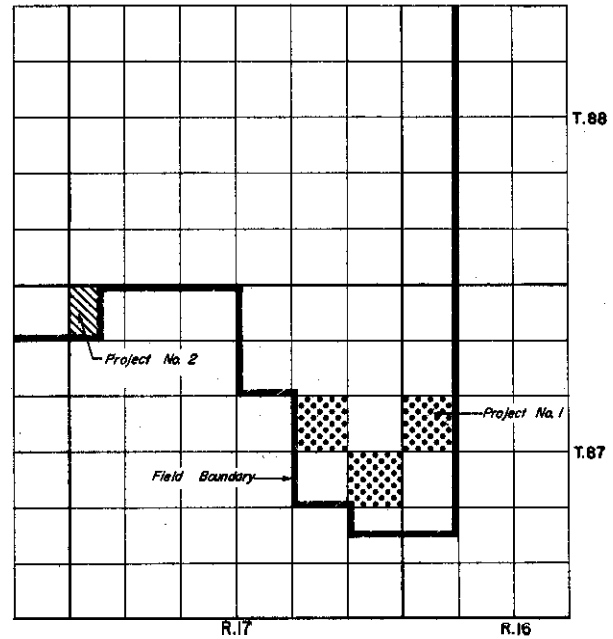 T.88
Project No. 2
Project No. 1
T.87
Field Boundary
R.17
R.16